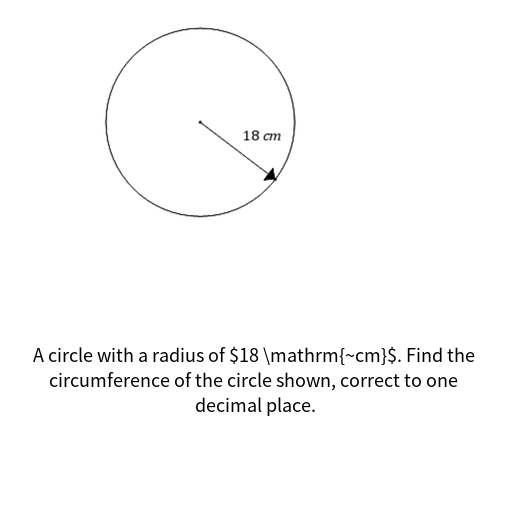 18 cm
A circle with a radius of $18 \mathrm{~cm}$. Find the
circumference of the circle shown, correct to one
decimal place.